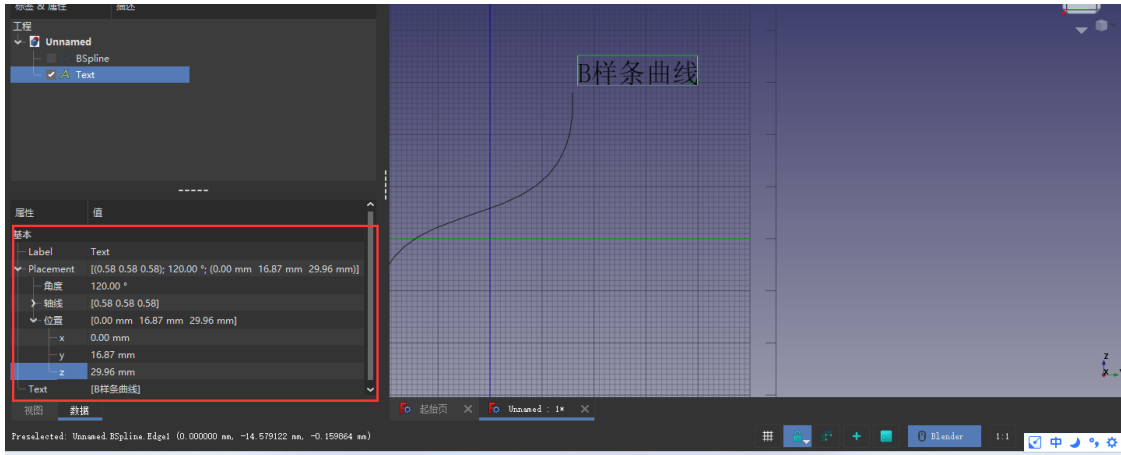 标签 & 属性 描述
工程
Unnamed
BSpline
A Text
属性 值
基本
Label Text
Placement [(0.58 0.58 0.58); 120.00 °; (0.00 mm 16.87 mm 29.96 mm)]
角度 120.00 °
轴线 [0.58 0.58 0.58]
位置 [0.00 mm 16.87 mm 29.96 mm]
x 0.00 mm
y 16.87 mm
z 29.96 mm
Text [B样条曲线]
视图 数据
Preselected: Unnamed.BSpline.Edge1 (0.000000 mm, -14.579122 mm, -0.159864 mm)
B样条曲线
z
x
起始页
Unnamed : 1*
Blender
1:1
中